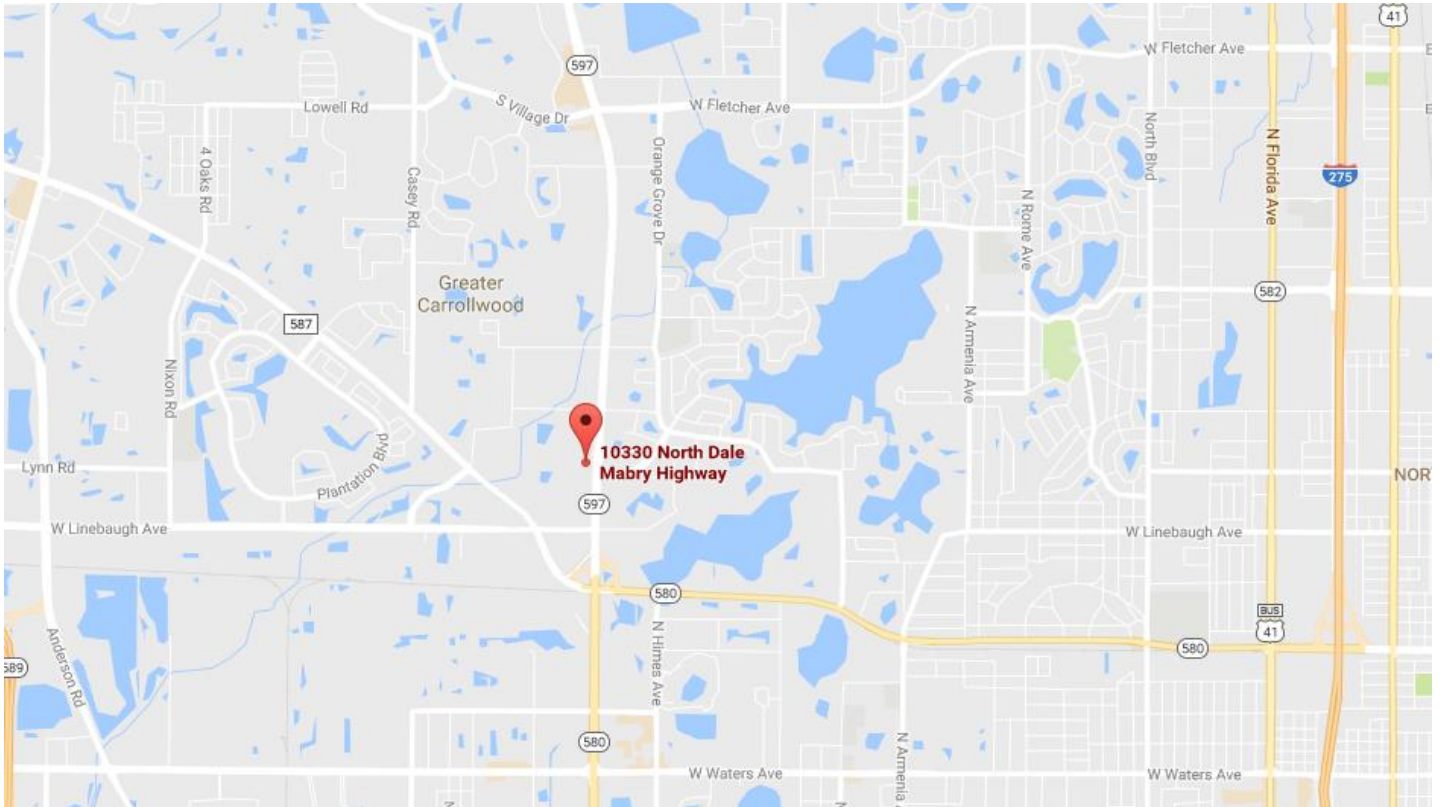 41
W Fletcher Ave
597
Lowell Rd
S Village Dr
W Fletcher Ave
4 Oaks Rd
Casey Rd
Orange Grove Dr
North Blvd
N Florida Ave
275
N Rome Ave
Greater
Carrollwood
582
587
N Armenia Ave
Nixon Rd
10330 North Dale
Mabry Highway
Lynn Rd
Plantation Blvd
NOR
597
W Linebaugh Ave
W Linebaugh Ave
580
BUS
41
N Himes Ave
580
589
Anderson Rd
580
N Armenia
W Waters Ave
W Waters Ave
N
N